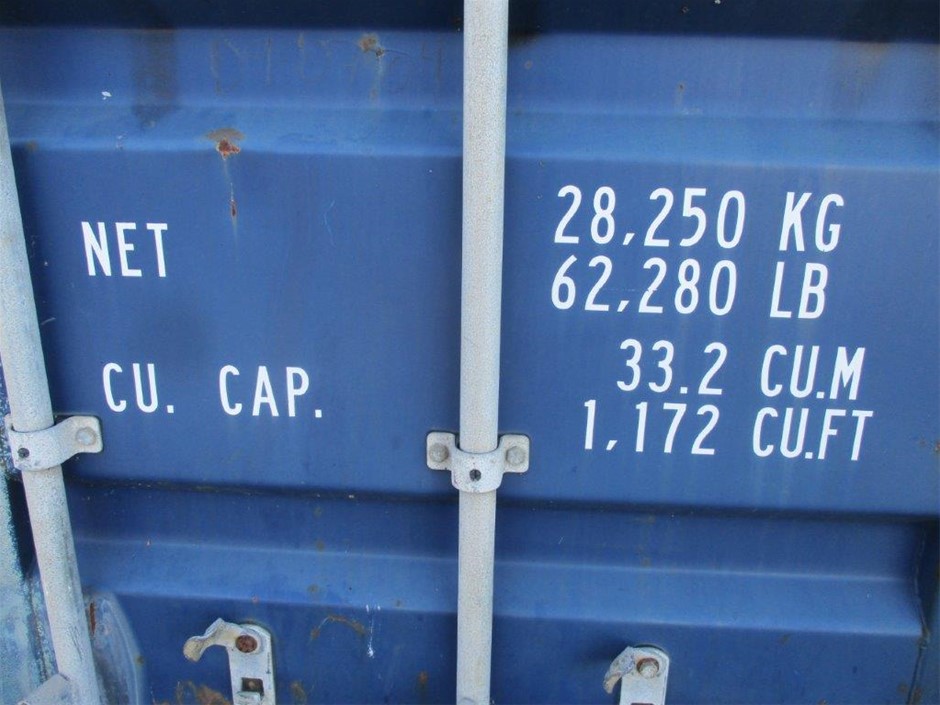 NET 28,250 KG
62,280 LB
CU. CAP. 33.2 CU.M
1,172 CU.FT